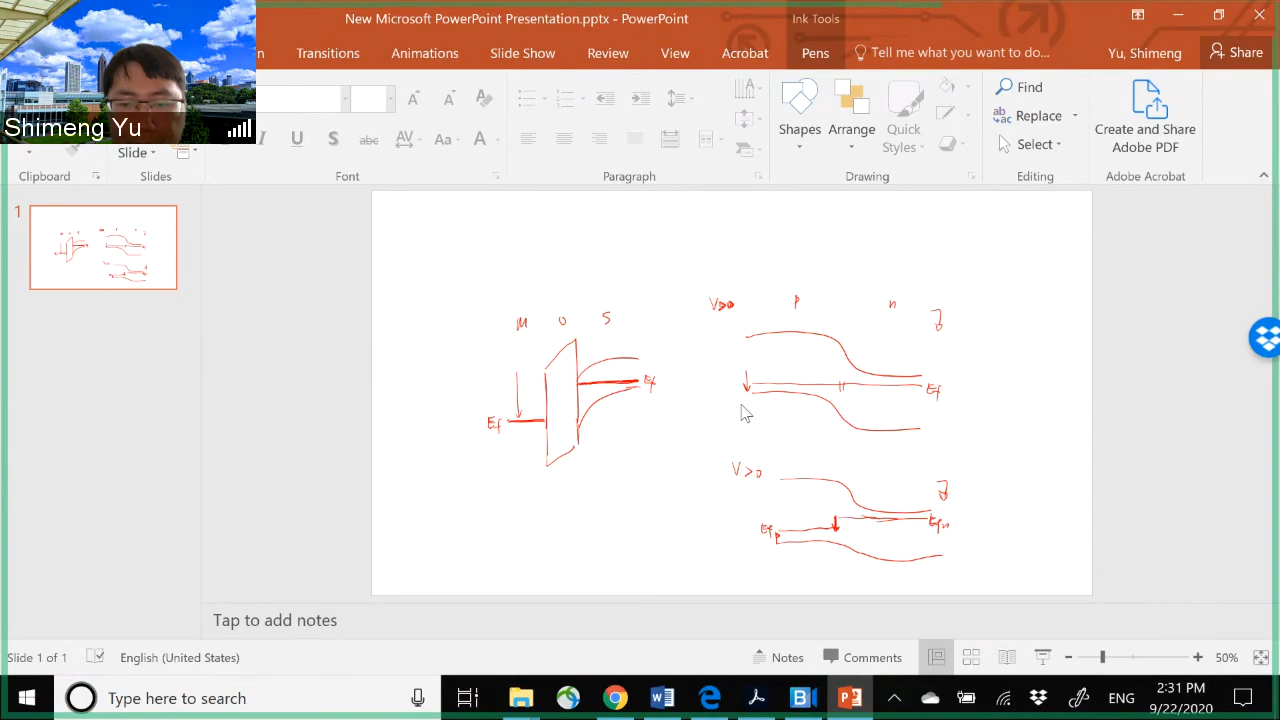 New Microsoft PowerPoint Presentation.pptx - PowerPoint
Ink Tools
Transitions
Animations
Slide Show
Review
View
Acrobat
Pens
Tell me what you want to do...
Yu, Shimeng
Share
Shimeng Yu
Slide
Shapes
Arrange
Quick Styles
Find
Replace
Select
Create and Share Adobe PDF
Clipboard
Slides
Font
Paragraph
Drawing
Editing
Adobe Acrobat
1
M O S
Ef
Ef
V>0 p n
Ef
V>0
Efp
Efn
Tap to add notes
Slide 1 of 1
English (United States)
Notes
Comments
50%
Type here to search
ENG
2:31 PM
9/22/2020